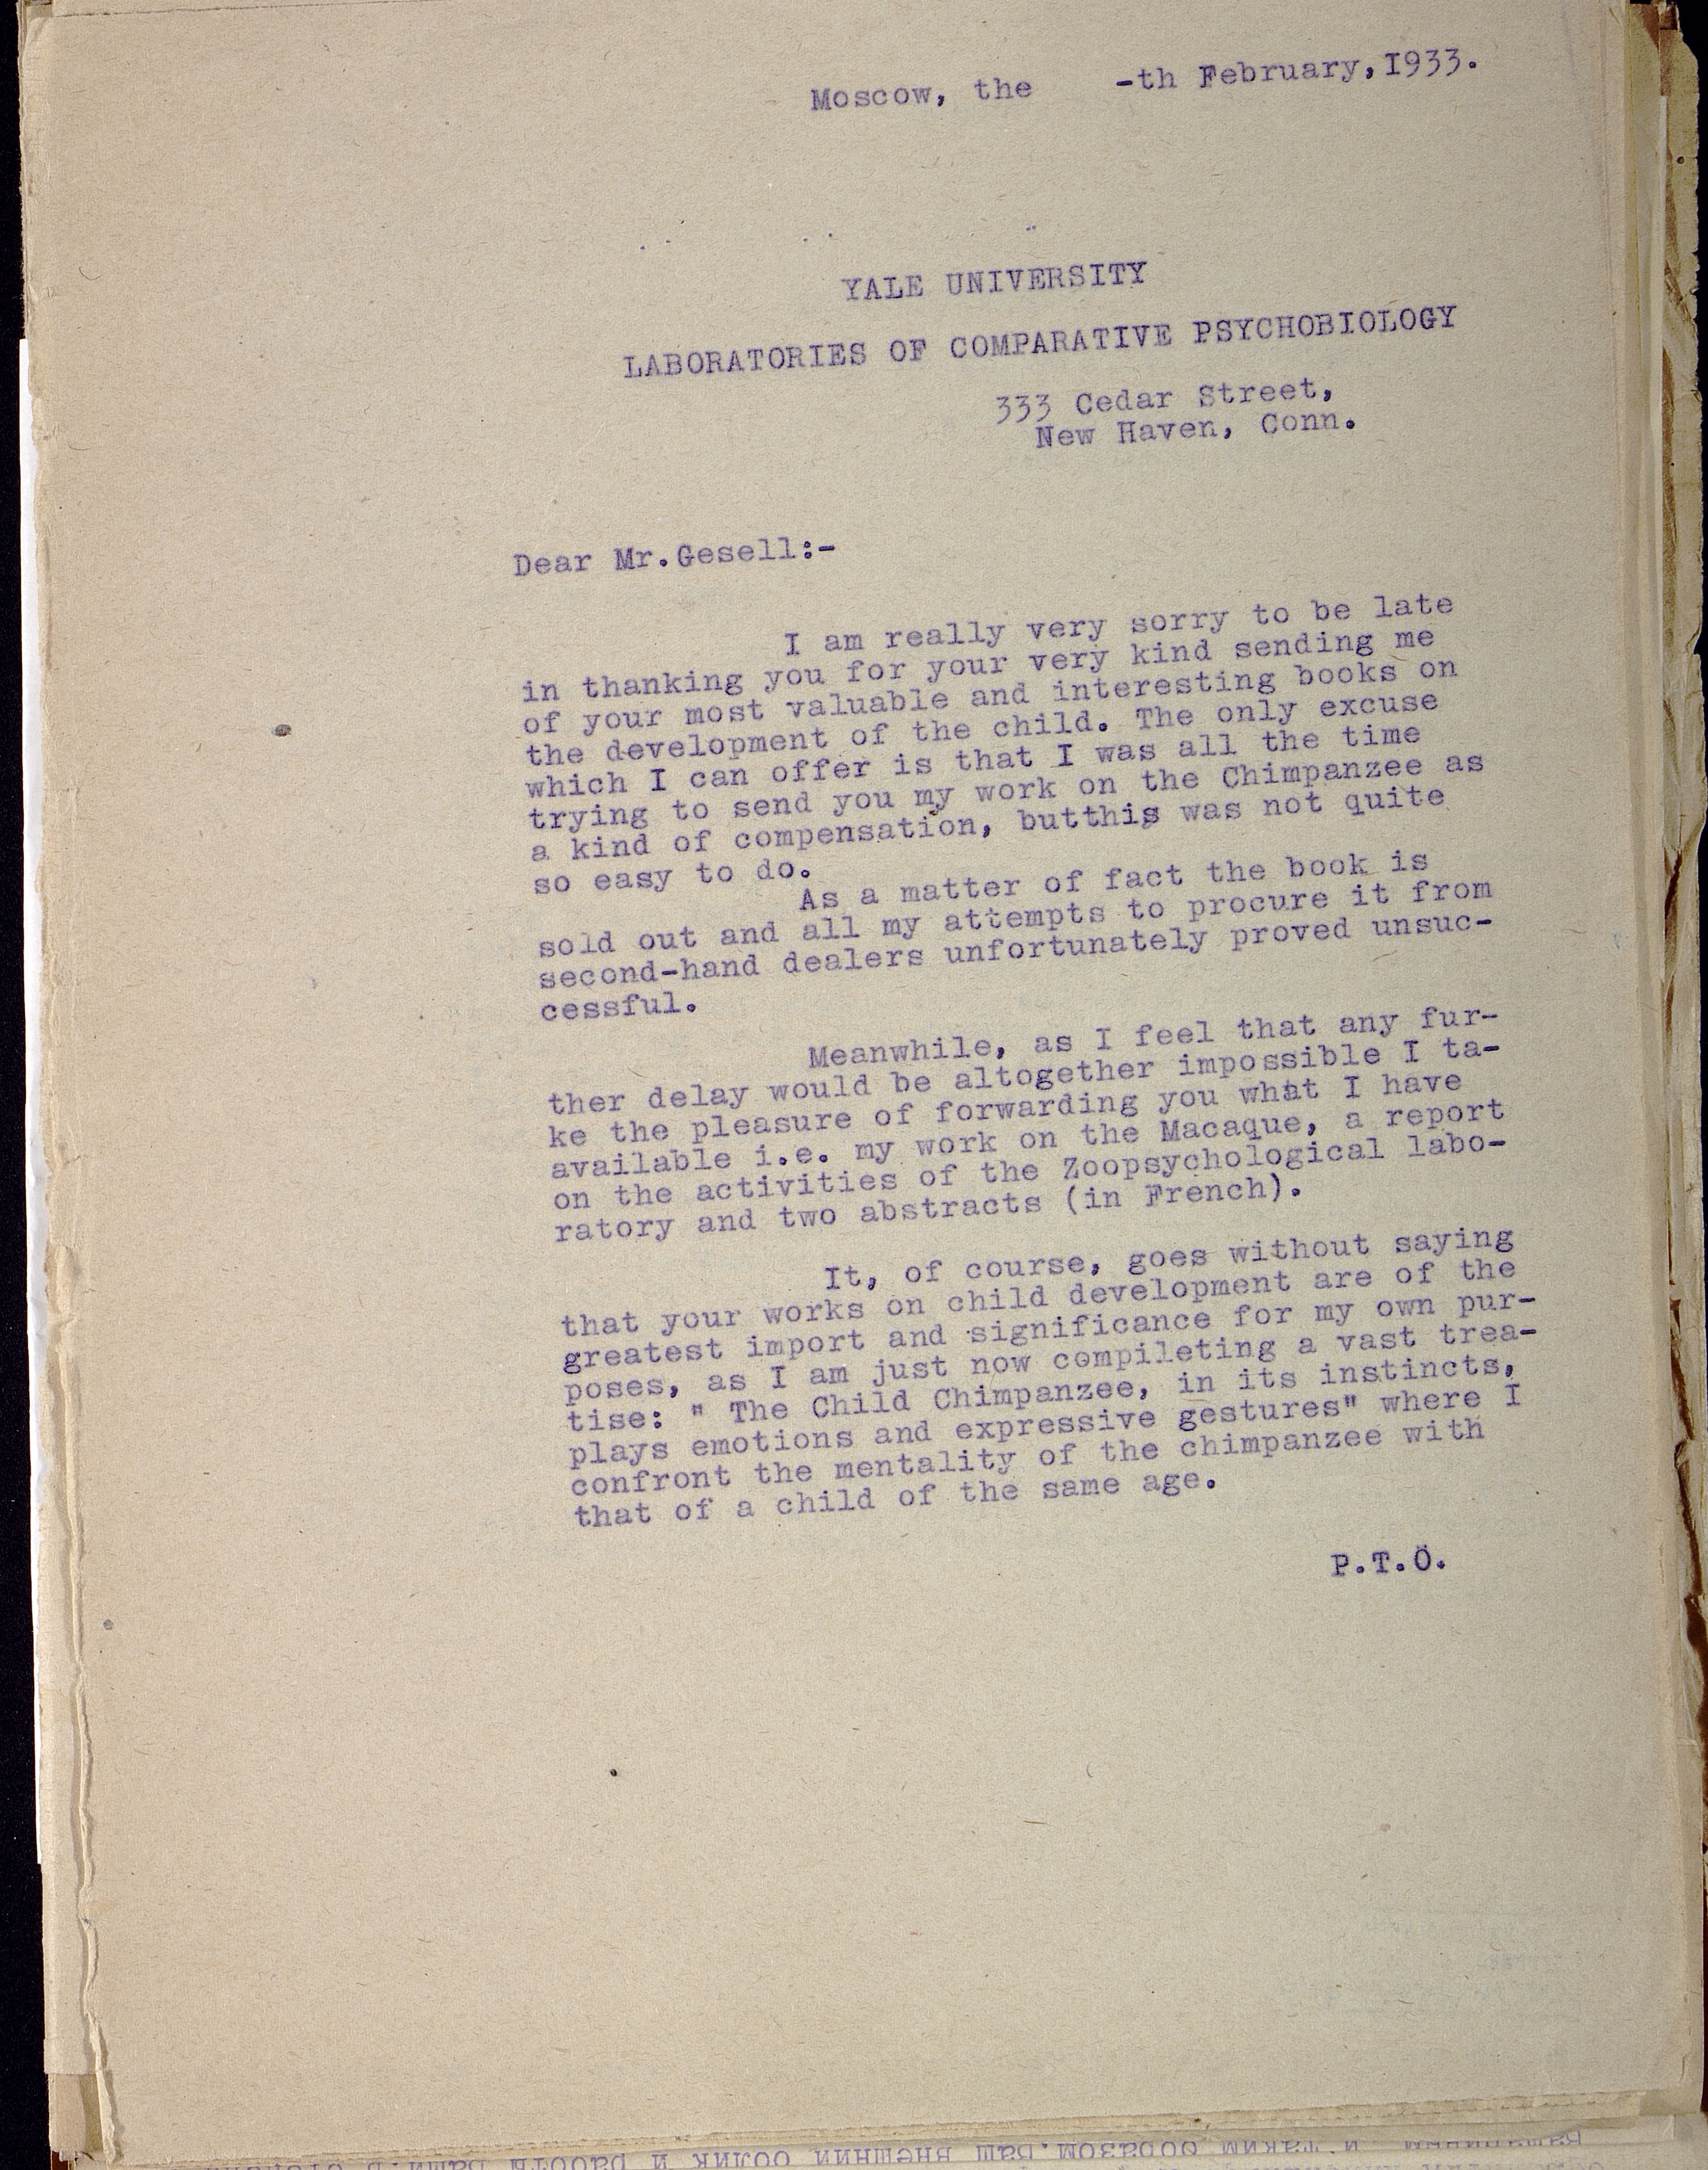 Moscow, the -th February, 1933.
YALE UNIVERSITY
LABORATORIES OF COMPARATIVE PSYCHOBIOLOGY
333 Cedar Street,
New Haven, Conn.
Dear Mr.Gesell:-
I am really very sorry to be late
in thanking you for your very kind sending me
of your most valuable and interesting books on
the development of the child. The only excuse
which I can offer is that I was all the time
trying to send you my work on the Chimpanzee as
a kind of compensation, butthis was not quite
so easy to do.
As a matter of fact the book is
sold out and all my attempts to procure it from
second-hand dealers unfortunately proved unsuc-
cessful.
Meanwhile, as I feel that any fur-
ther delay would be altogether impossible I ta-
ke the pleasure of forwarding you what I have
available i.e. my work on the Macaque, a report
on the activities of the Zoopsychological labo-
ratory and two abstracts (in French).
It, of course, goes without saying
that your works on child development are of the
greatest import and significance for my own pur-
poses, as I am just now compileting a vast trea-
tise: " The Child Chimpanzee, in its instincts,
plays emotions and expressive gestures" where I
confront the mentality of the chimpanzee with
that of a child of the same age.
P.T.Ö.
и таким образом.Ваш внешний облик и работы Ваши.